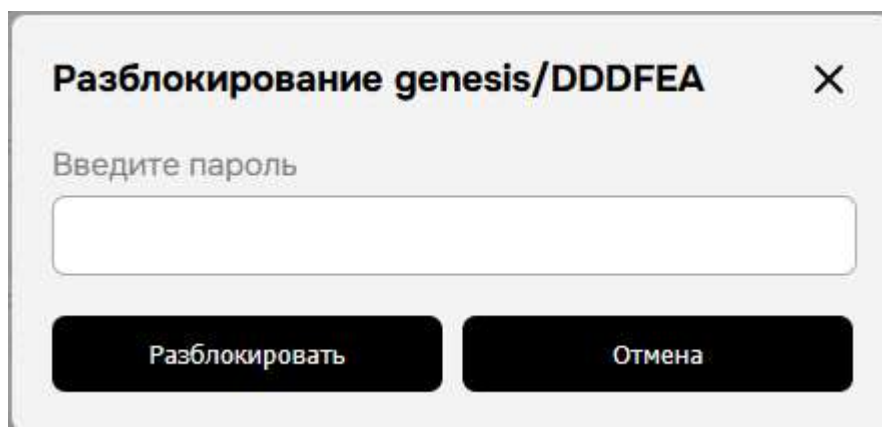 Разблокирование genesis/DDDFEA
Введите пароль
Разблокировать
Отмена